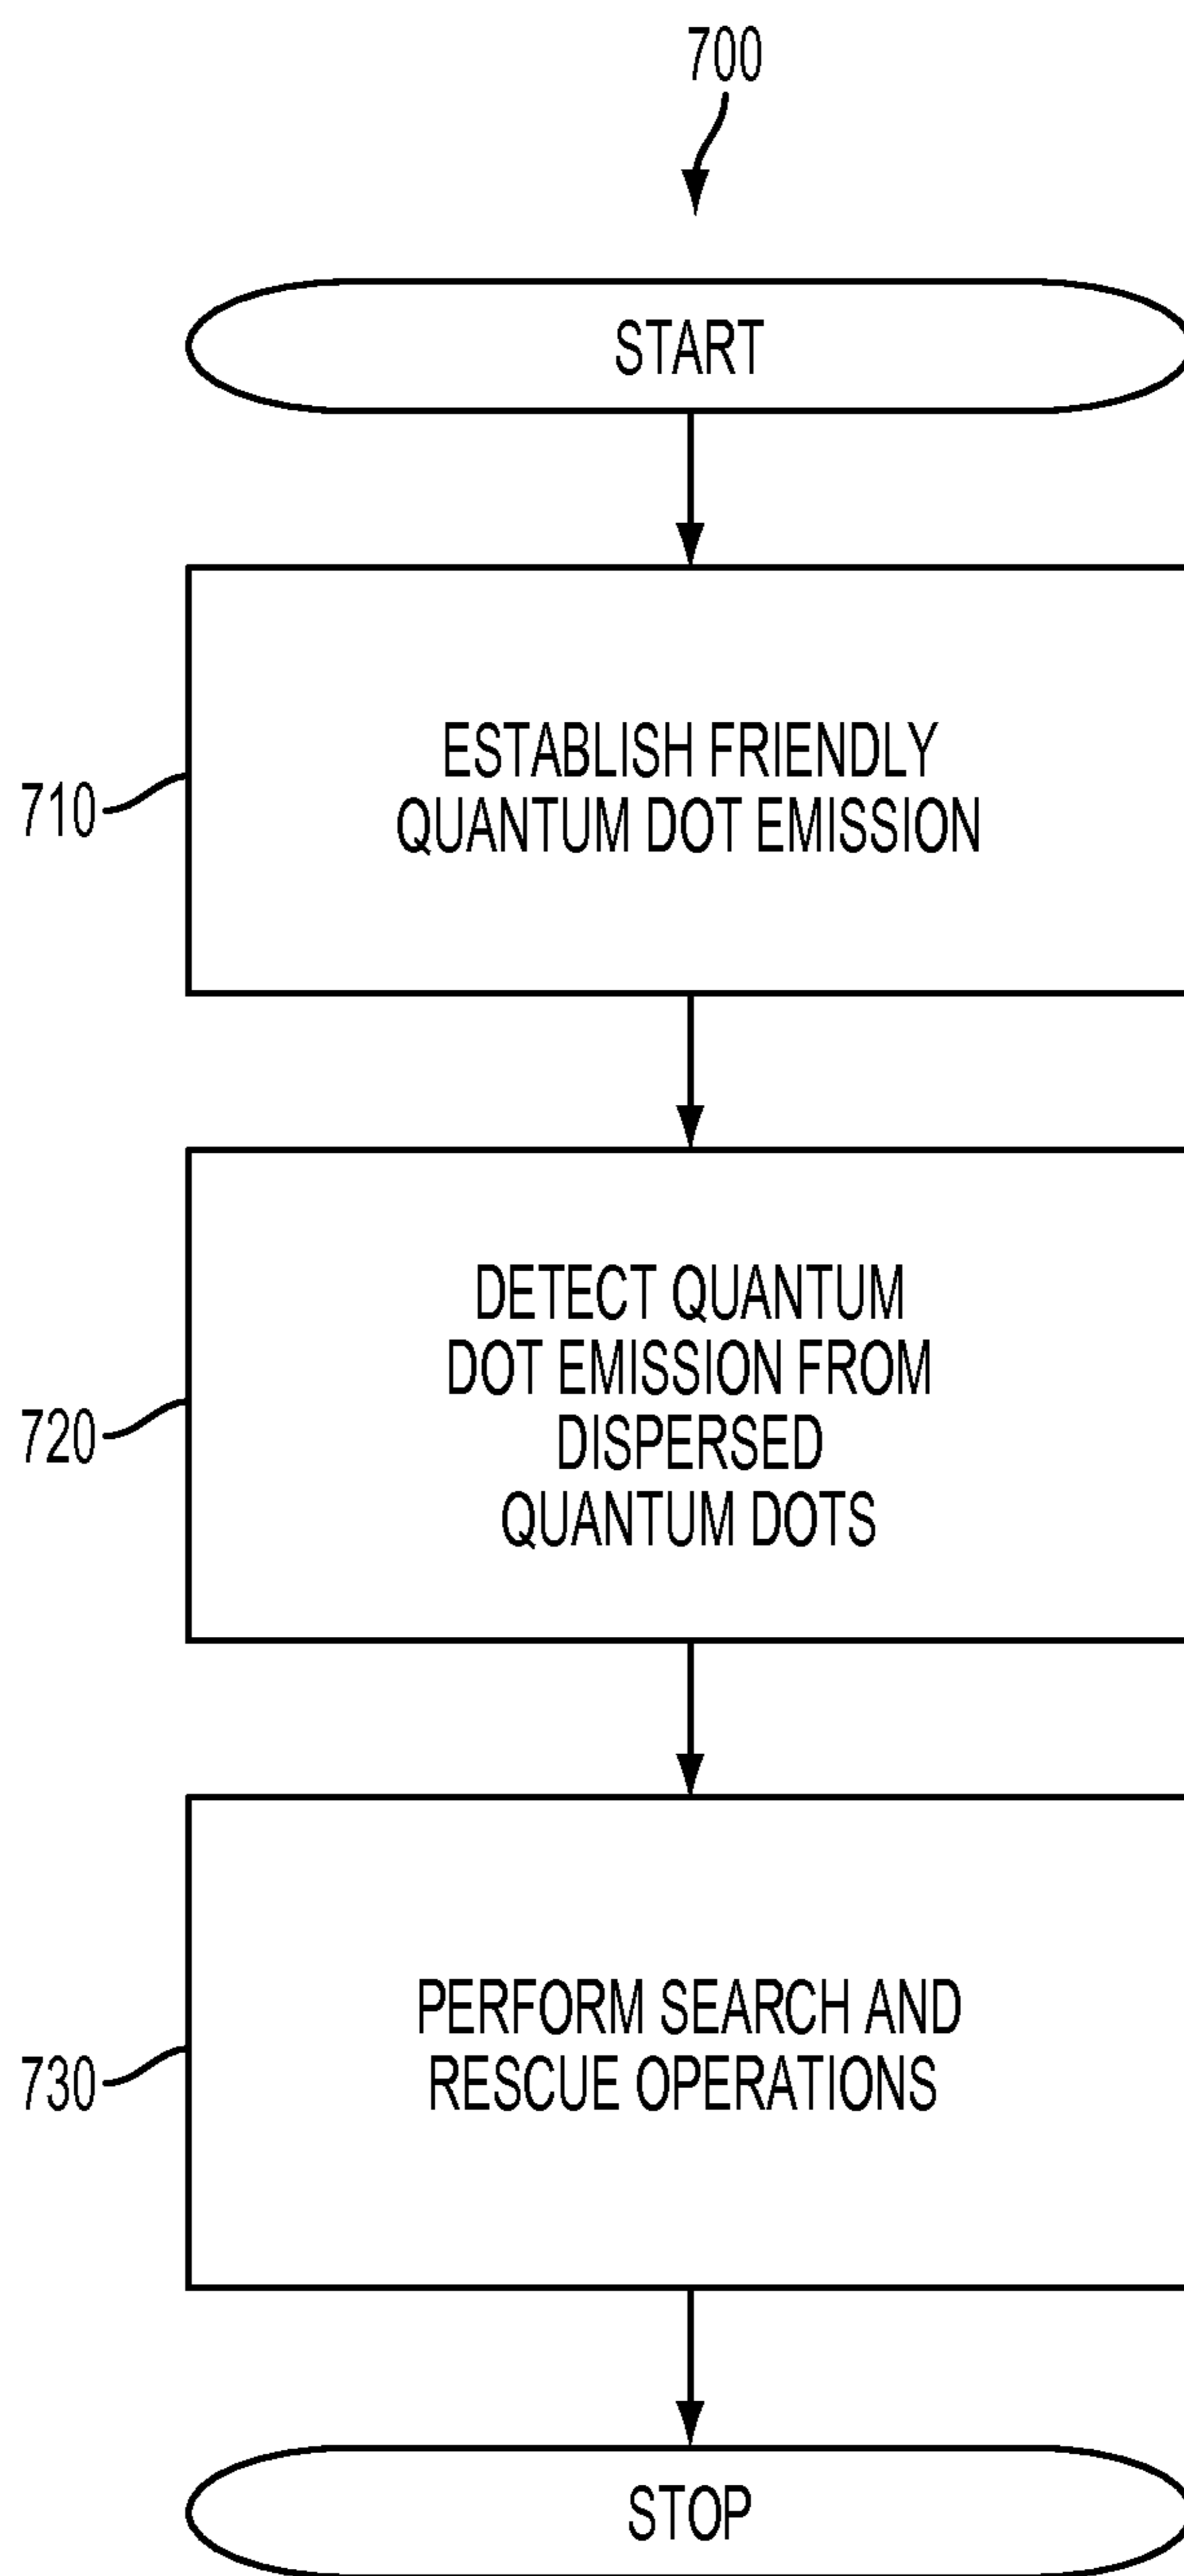 700
START
710
ESTABLISH FRIENDLY
QUANTUM DOT EMISSION
720
DETECT QUANTUM
DOT EMISSION FROM
DISPERSED
QUANTUM DOTS
730
PERFORM SEARCH AND
RESCUE OPERATIONS
STOP